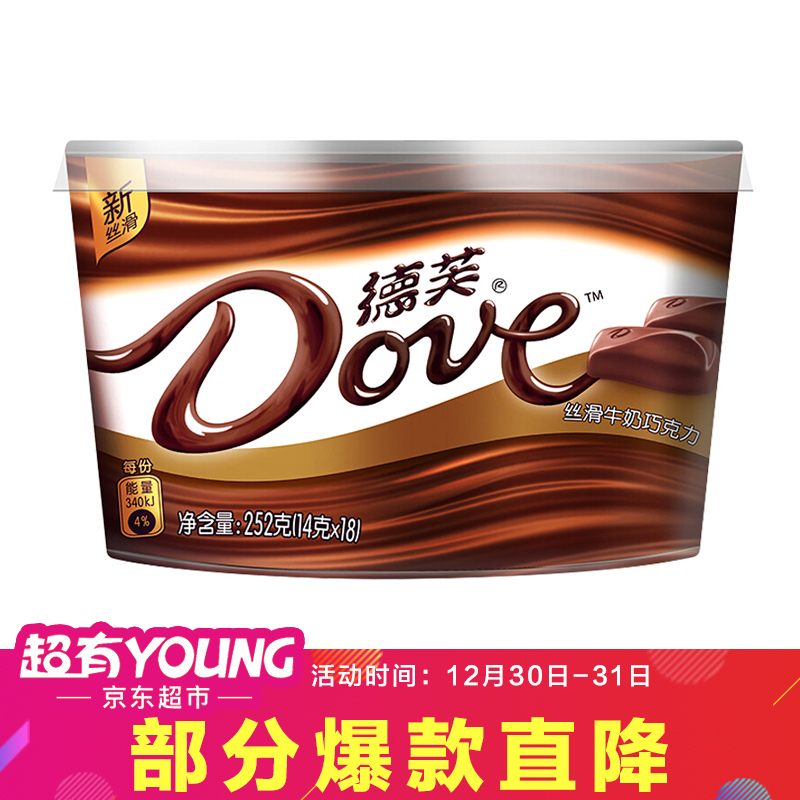 新
丝滑
德芙®
Dove™
丝滑牛奶巧克力
每份
能量
340kJ
4%
净含量:252克(14克x18)
超有YOUNG
京东超市
活动时间：12月30日-31日
部分爆款直降